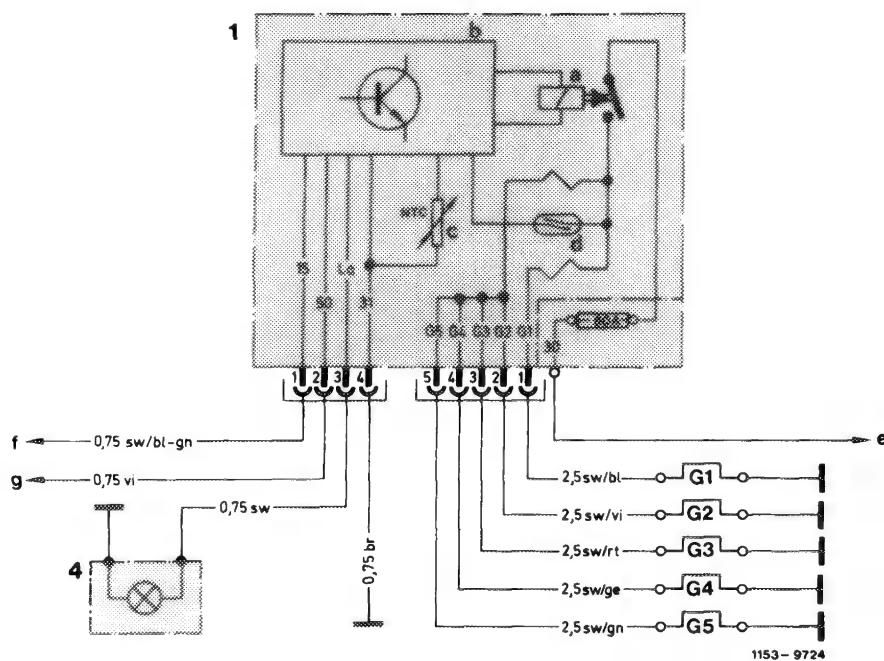 1
b
a
NTC
c
d
15
50
La
31
G5 G4 G3 G2 G1
30
80A
1 2 3 4
5 4 3 2 1
f
0,75 sw/bl-gn
e
g
0,75 vi
2,5 sw/bl
G1
0,75 sw
2,5 sw/vi
G2
0,75 br
2,5 sw/rt
G3
4
2,5 sw/ge
G4
2,5 sw/gn
G5
1153–9724